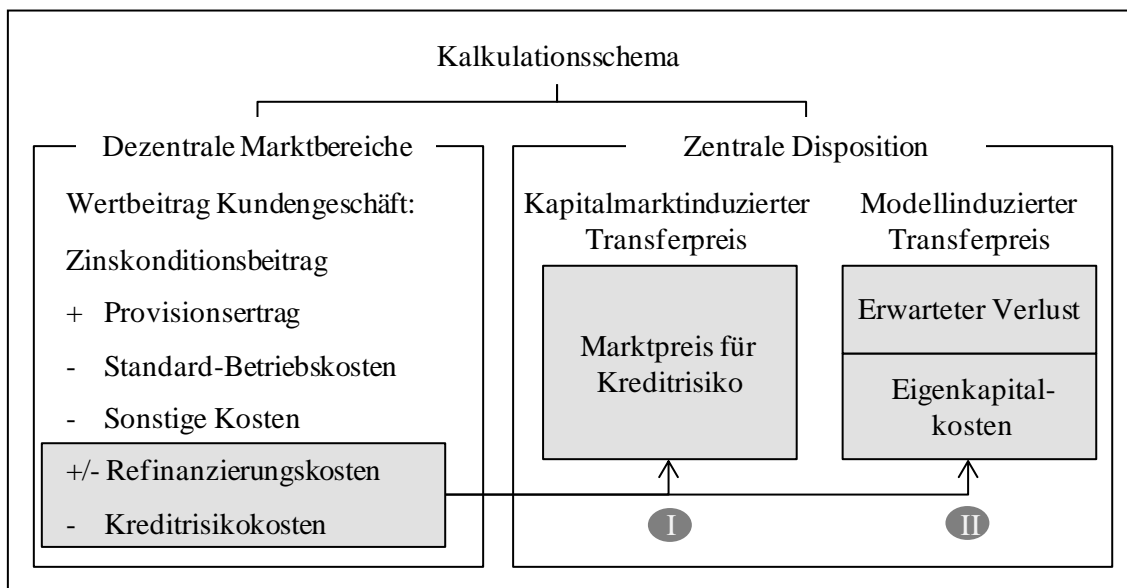 Kalkulationsschema
Dezentrale Marktbereiche
Wertbeitrag Kundengeschäft:
Zinskonditionsbeitrag
+ Provisionsertrag
- Standard-Betriebskosten
- Sonstige Kosten
+/- Refinanzierungskosten
- Kreditrisikokosten
Zentrale Disposition
Kapitalmarktinduzierter
Transferpreis
Marktpreis für
Kreditrisiko
I
Modellinduzierter
Transferpreis
Erwarteter Verlust
Eigenkapital-
kosten
II